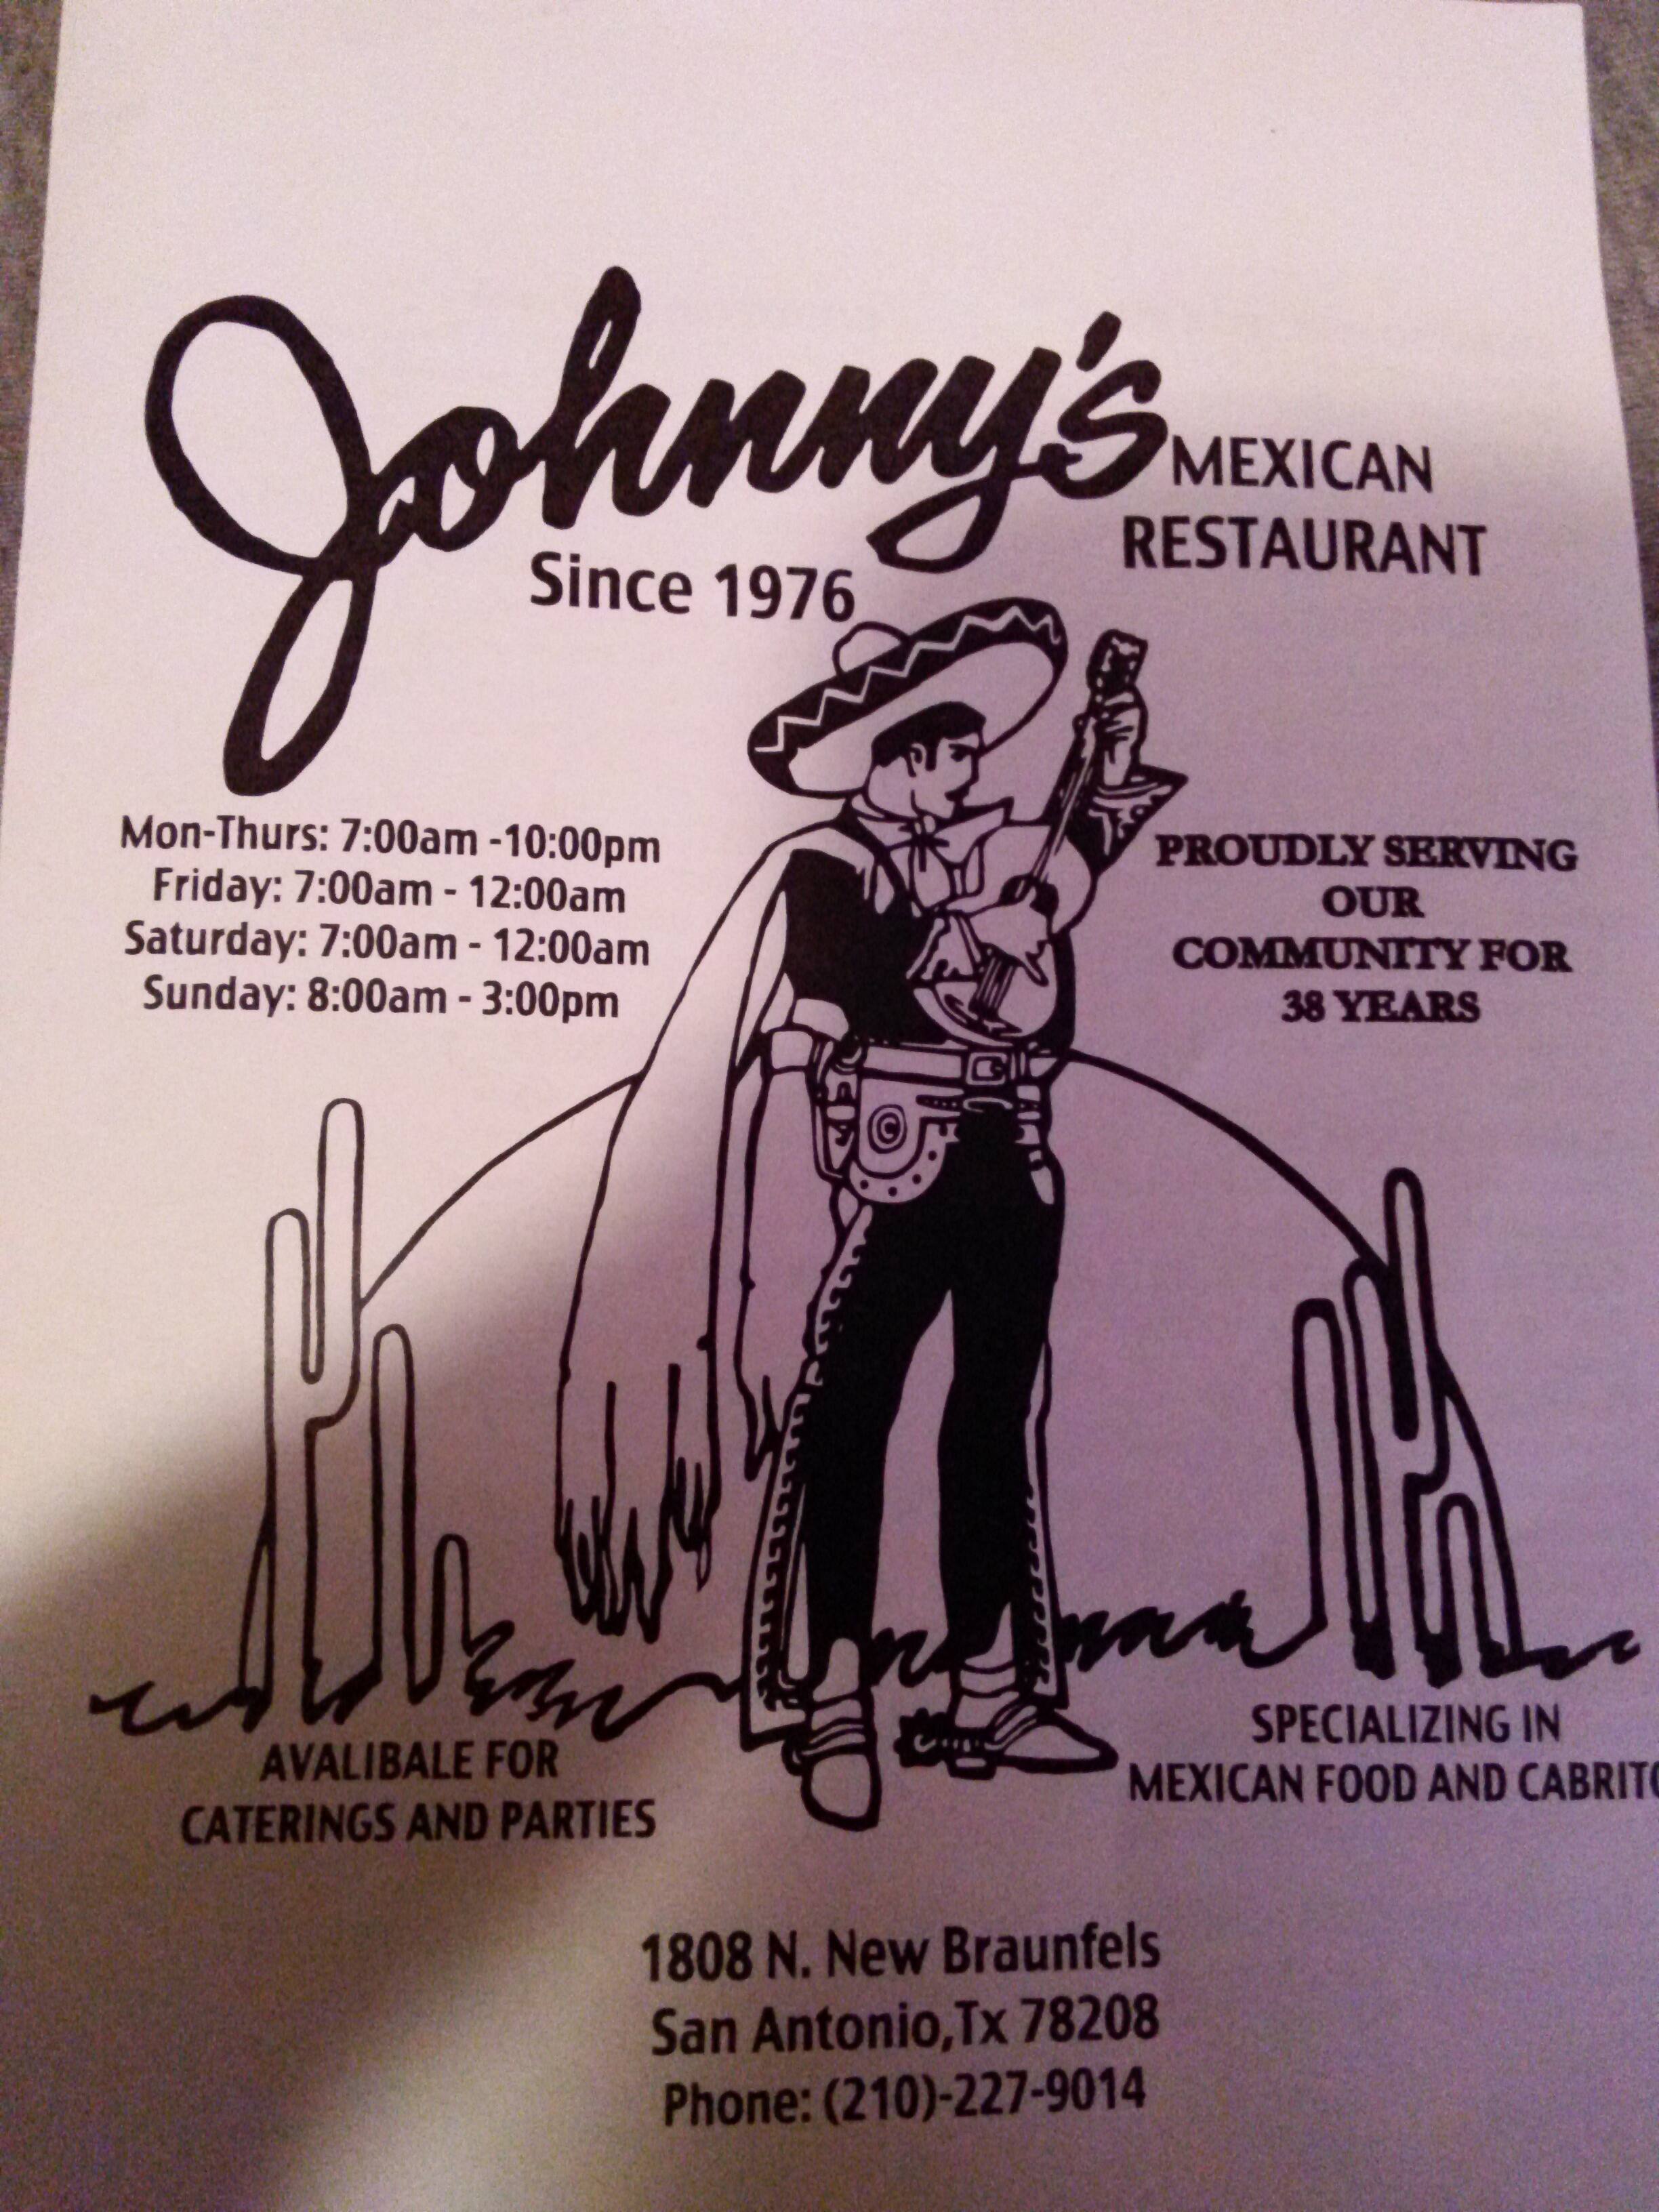 Johnny's MEXICAN
RESTAURANT
Since 1976
Mon-Thurs: 7:00am -10:00pm
Friday: 7:00am - 12:00am
Saturday: 7:00am - 12:00am
Sunday: 8:00am - 3:00pm
PROUDLY SERVING
OUR
COMMUNITY FOR
38 YEARS
AVALIBALE FOR
CATERINGS AND PARTIES
SPECIALIZING IN
MEXICAN FOOD AND CABRITO
1808 N. New Braunfels
San Antonio,Tx 78208
Phone: (210)-227-9014